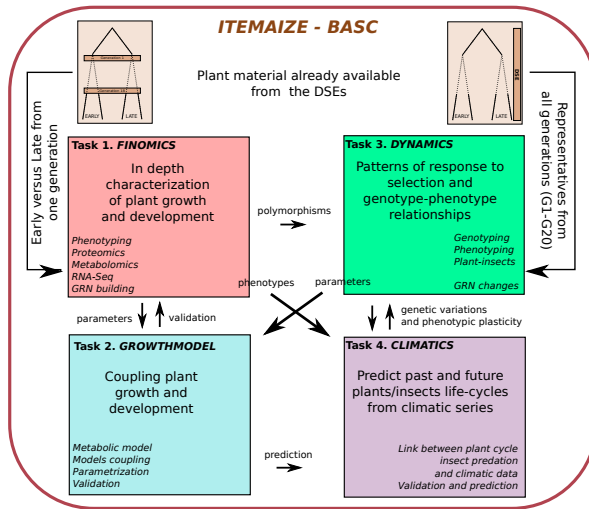 ITEMAIZE - BASC
Plant material already available
from the DSEs
Generation 7
EARLY LATE
DSE
EARLY LATE
Early versus Late from
one generation
Representatives from
all generations (G1-G20)
Task 1. FINOMICS
In depth
characterization
of plant growth
and development
Phenotyping
Proteomics
Metabolomics
RNA-Seq
GRN building
polymorphisms
Task 3. DYNAMICS
Patterns of response to
selection and
genotype-phenotype
relationships
Genotyping
Phenotyping
Plant-insects
GRN changes
phenotypes
parameters
parameters
validation
genetic variations
and phenotypic plasticity
Task 2. GROWTHMODEL
Coupling plant
growth and
development
Metabolic model
Models coupling
Parametrization
Validation
prediction
Task 4. CLIMATICS
Predict past and future
plants/insects life-cycles
from climatic series
Link between plant cycle
insect predation
and climatic data
Validation and prediction